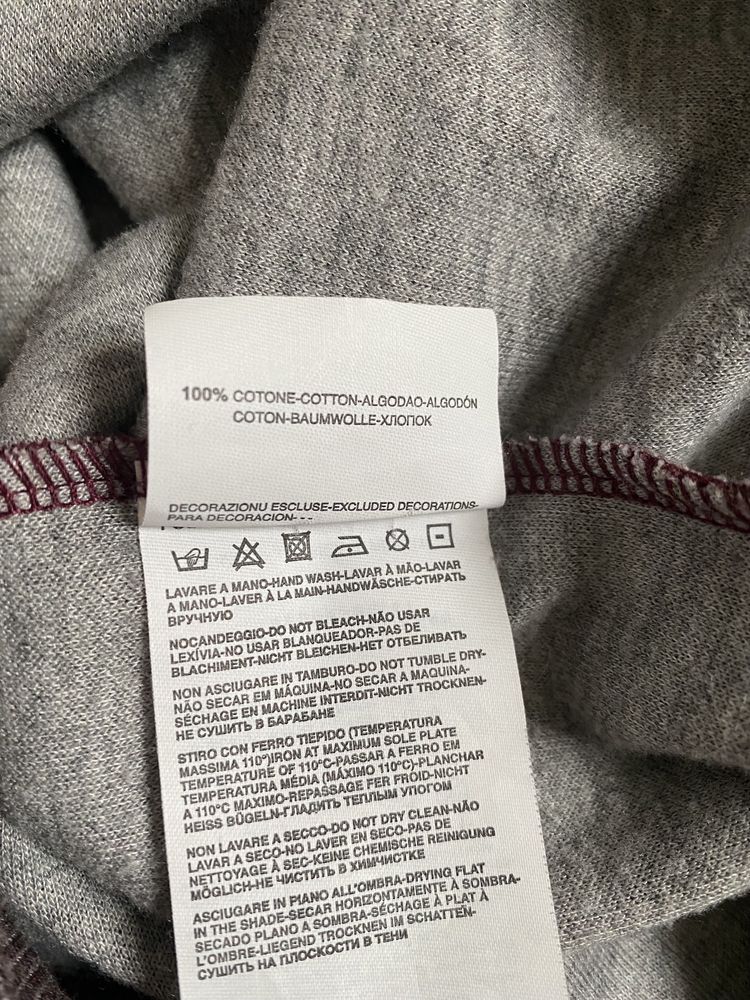 100% COTONE-COTTON-ALGODAO-ALGODÓN
COTON-BAUMWOLLE-ХЛОПОК
DECORAZIONU ESCLUSE-EXCLUDED DECORATIONS-
PARA DECORACION---
LAVARE A MANO-HAND WASH-LAVAR À MÃO-LAVAR
A MANO-LAVER À LA MAIN-HANDWÄSCHE-СТИРАТЬ
ВРУЧНУЮ
NOCANDEGGIO-DO NOT BLEACH-NÃO USAR
LEXÍVIA-NO USAR BLANQUEADOR-PAS DE
BLACHIMENT-NICHT BLEICHEN-НЕТ ОТБЕЛИВАТЬ
NON ASCIUGARE IN TAMBURO-DO NOT TUMBLE DRY-
NÃO SECAR EM MÁQUINA-NO SECAR A MAQUINA-
SÉCHAGE EN MACHINE INTERDIT-NICHT TROCKNEN-
НЕ СУШИТЬ В БАРАБАНЕ
STIRO CON FERRO TIEPIDO (TEMPERATURA
MASSIMA 110°)IRON AT MAXIMUM SOLE PLATE
TEMPERATURE OF 110°C-PASSAR A FERRO EM
TEMPERATURA MÉDIA (MÁXIMO 110°C)-PLANCHAR
A 110°C MAXIMO-REPASSAGE FER FROID-NICHT
HEISS BÜGELN-ГЛАДИТЬ ТЕПЛЫМ УПОГОМ
NON LAVARE A SECCO-DO NOT DRY CLEAN-NÃO
LAVAR A SECO-NO LAVER EN SECO-PAS DE
NETTOYAGE À SEC-KEINE CHEMISCHE REINIGUNG
MÖGLICH-НЕ ЧИСТИТЬ В ХИМЧИСТКЕ
ASCIUGARE IN PIANO ALL'OMBRA-DRYING FLAT
IN THE SHADE-SECAR HORIZONTAMENTE À SOMBRA-
SECADO PLANO A SOMBRA-SÉCHAGE À PLAT À
L'OMBRE-LIEGEND TROCKNEN IM SCHATTEN-
СУШИТЬ НА ПЛОСКОСТИ В ТЕНИ